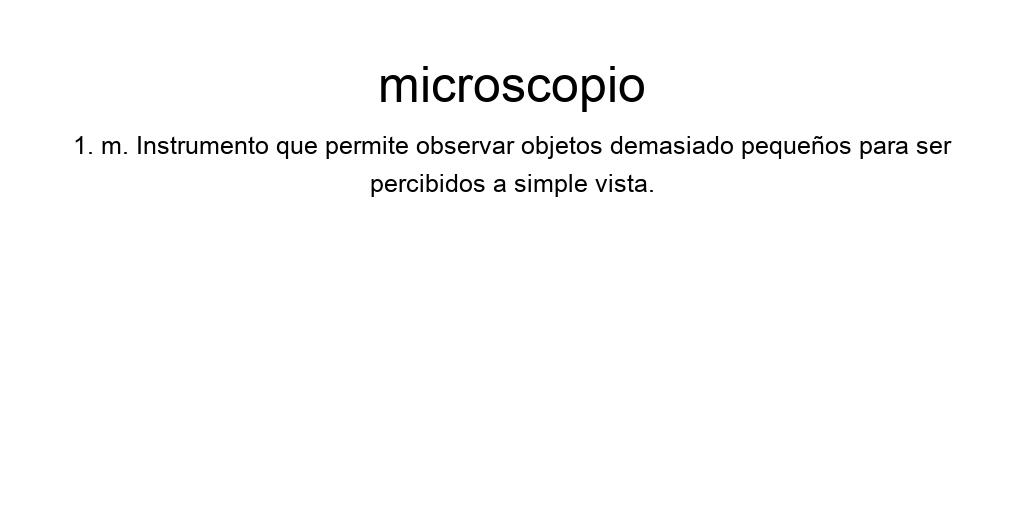 microscopio
1. m. Instrumento que permite observar objetos demasiado pequeños para ser
percibidos a simple vista.